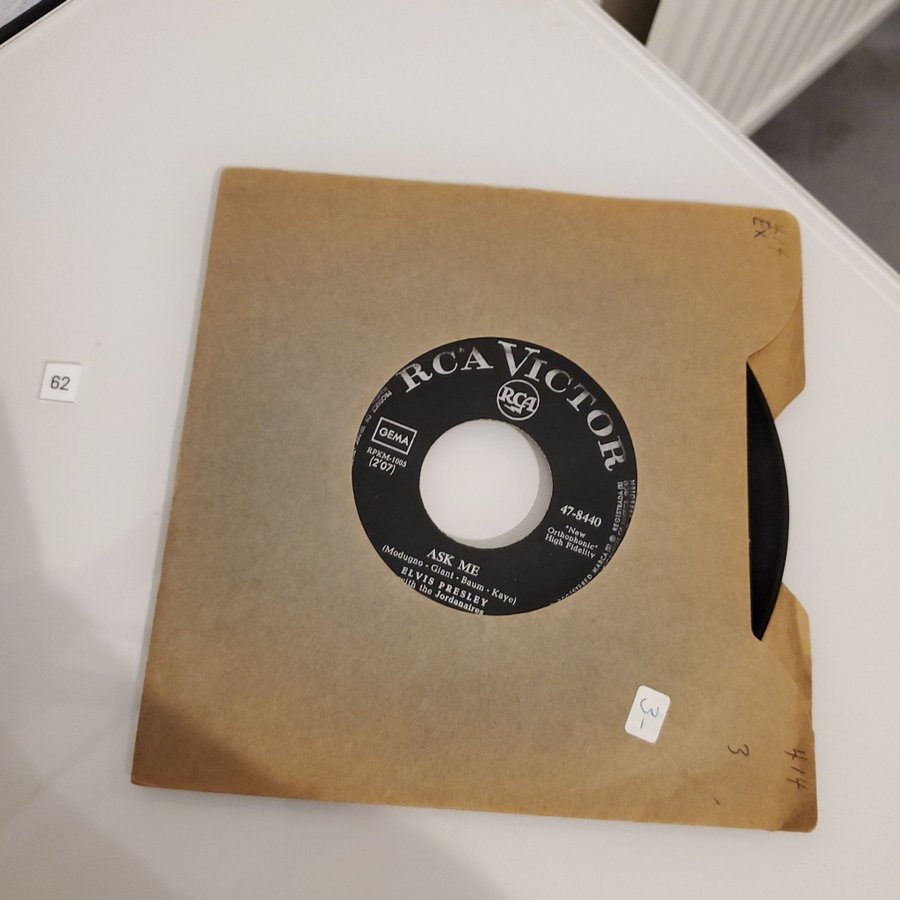 Ex
62
RCA VICTOR
RCA
GEMA
RPKM-1005
(2'07)
47-8440
"New
Orthophonic"
High Fidelity
ASK ME
(Modugno - Giant - Baum - Kaye)
ELVIS PRESLEY
with the Jordanaires
3-
3
414